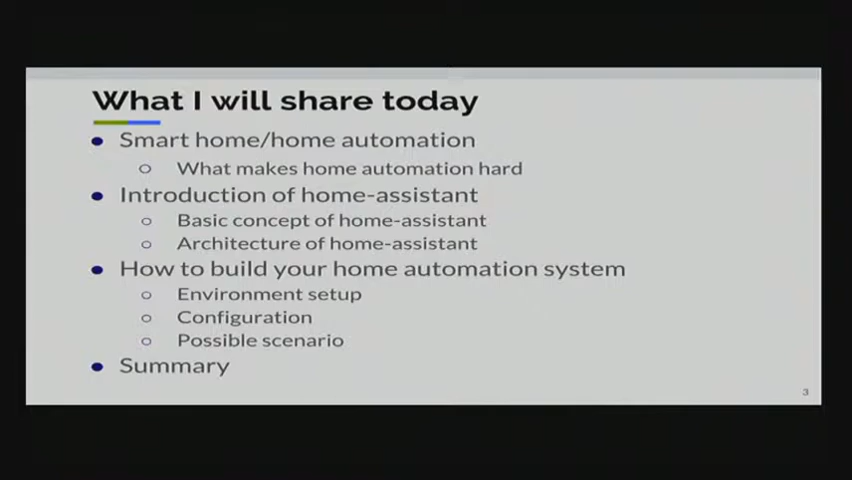 What I will share today
● Smart home/home automation
○ What makes home automation hard
● Introduction of home-assistant
○ Basic concept of home-assistant
○ Architecture of home-assistant
● How to build your home automation system
○ Environment setup
○ Configuration
○ Possible scenario
● Summary
3